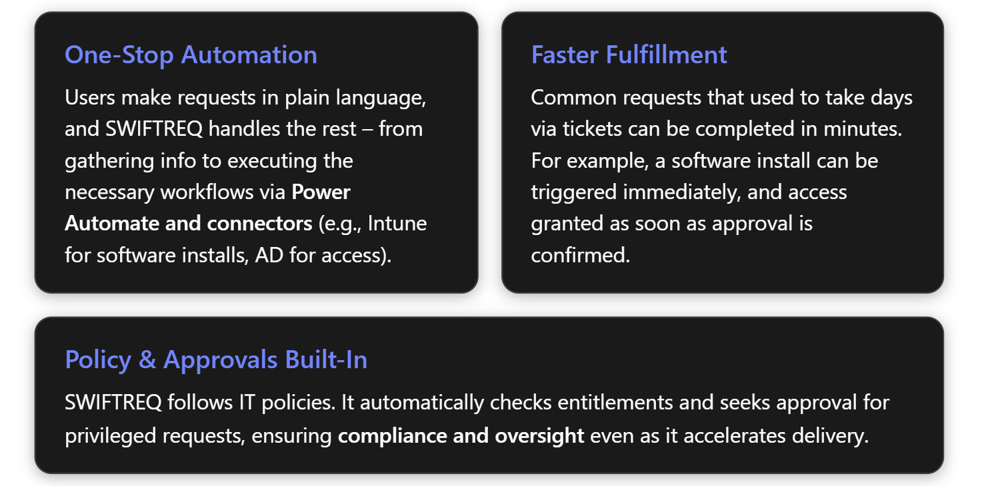 One-Stop Automation
Users make requests in plain language,
and SWIFTREQ handles the rest – from
gathering info to executing the
necessary workflows via Power
Automate and connectors (e.g., Intune
for software installs, AD for access).
Faster Fulfillment
Common requests that used to take days
via tickets can be completed in minutes.
For example, a software install can be
triggered immediately, and access
granted as soon as approval is
confirmed.
Policy & Approvals Built-In
SWIFTREQ follows IT policies. It automatically checks entitlements and seeks approval for
privileged requests, ensuring compliance and oversight even as it accelerates delivery.